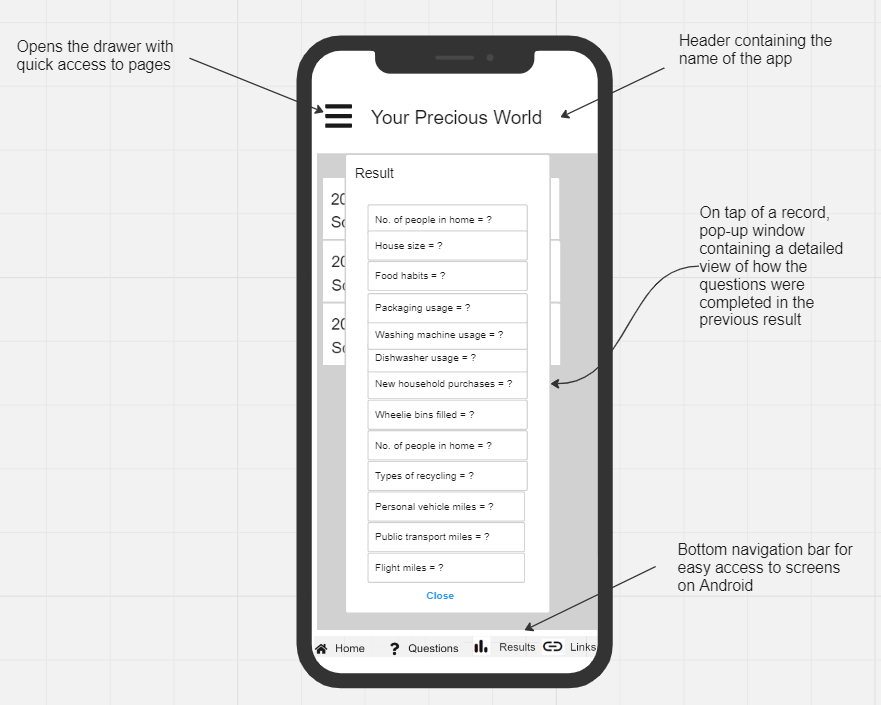 Opens the drawer with
quick access to pages
Header containing the
name of the app
Your Precious World
Result
20
Sc
20
Sc
20
Sc
No. of people in home = ?
House size = ?
Food habits = ?
Packaging usage = ?
Washing machine usage = ?
Dishwasher usage = ?
New household purchases = ?
Wheelie bins filled = ?
No. of people in home = ?
Types of recycling = ?
Personal vehicle miles = ?
Public transport miles = ?
Flight miles = ?
Close
On tap of a record,
pop-up window
containing a detailed
view of how the
questions were
completed in the
previous result
Bottom navigation bar for
easy access to screens
on Android
Home ? Questions Results Links